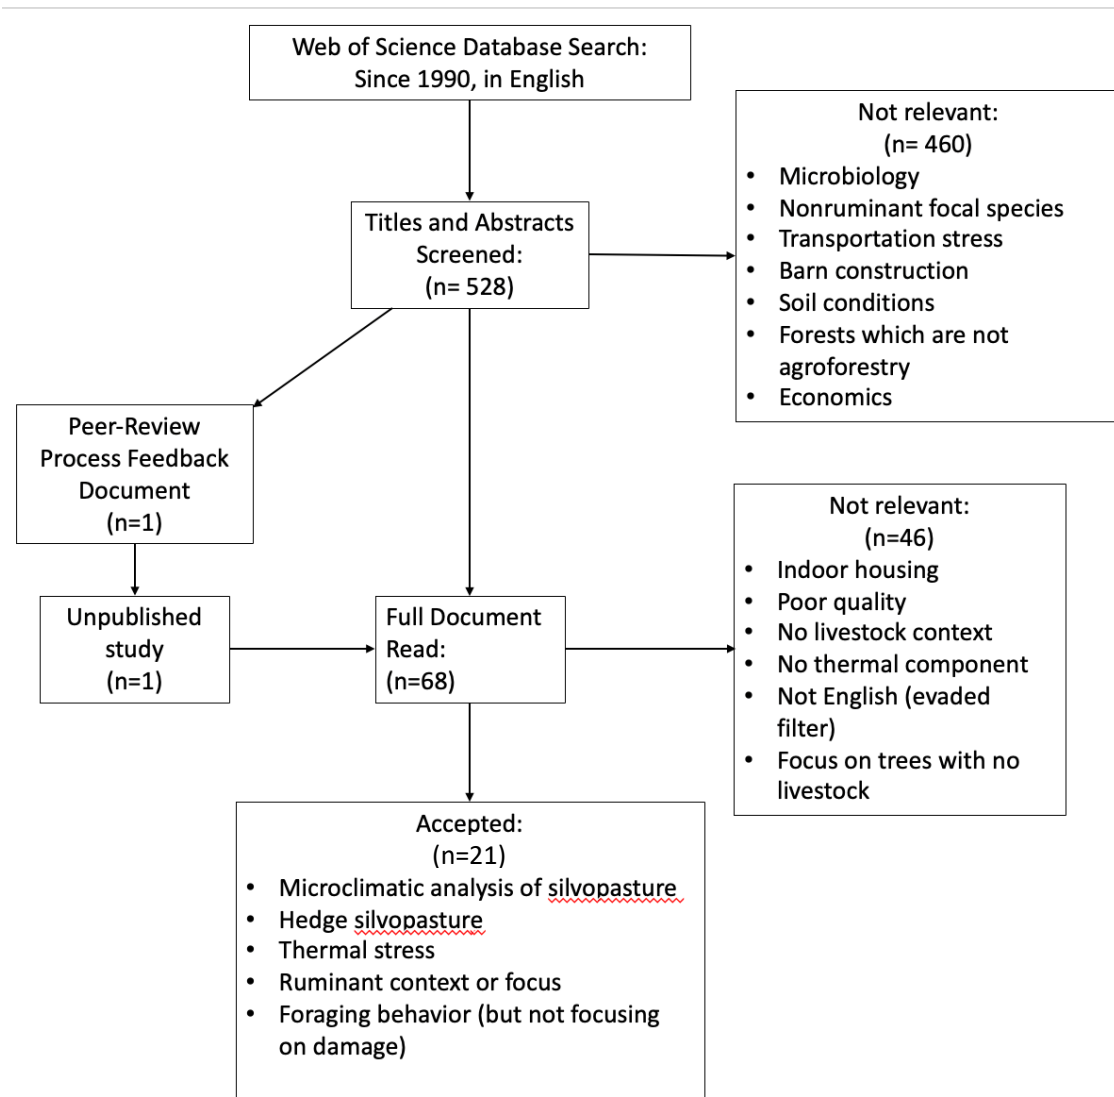 Web of Science Database Search:
Since 1990, in English
Not relevant:
(n= 460)
• Microbiology
• Nonruminant focal species
• Transportation stress
• Barn construction
• Soil conditions
• Forests which are not
agroforestry
• Economics
Titles and Abstracts
Screened:
(n= 528)
Peer-Review
Process Feedback
Document
(n=1)
Unpublished
study
(n=1)
Full Document
Read:
(n=68)
Not relevant:
(n=46)
• Indoor housing
• Poor quality
• No livestock context
• No thermal component
• Not English (evaded
filter)
• Focus on trees with no
livestock
Accepted:
(n=21)
• Microclimatic analysis of silvopasture
• Hedge silvopasture
• Thermal stress
• Ruminant context or focus
• Foraging behavior (but not focusing
on damage)